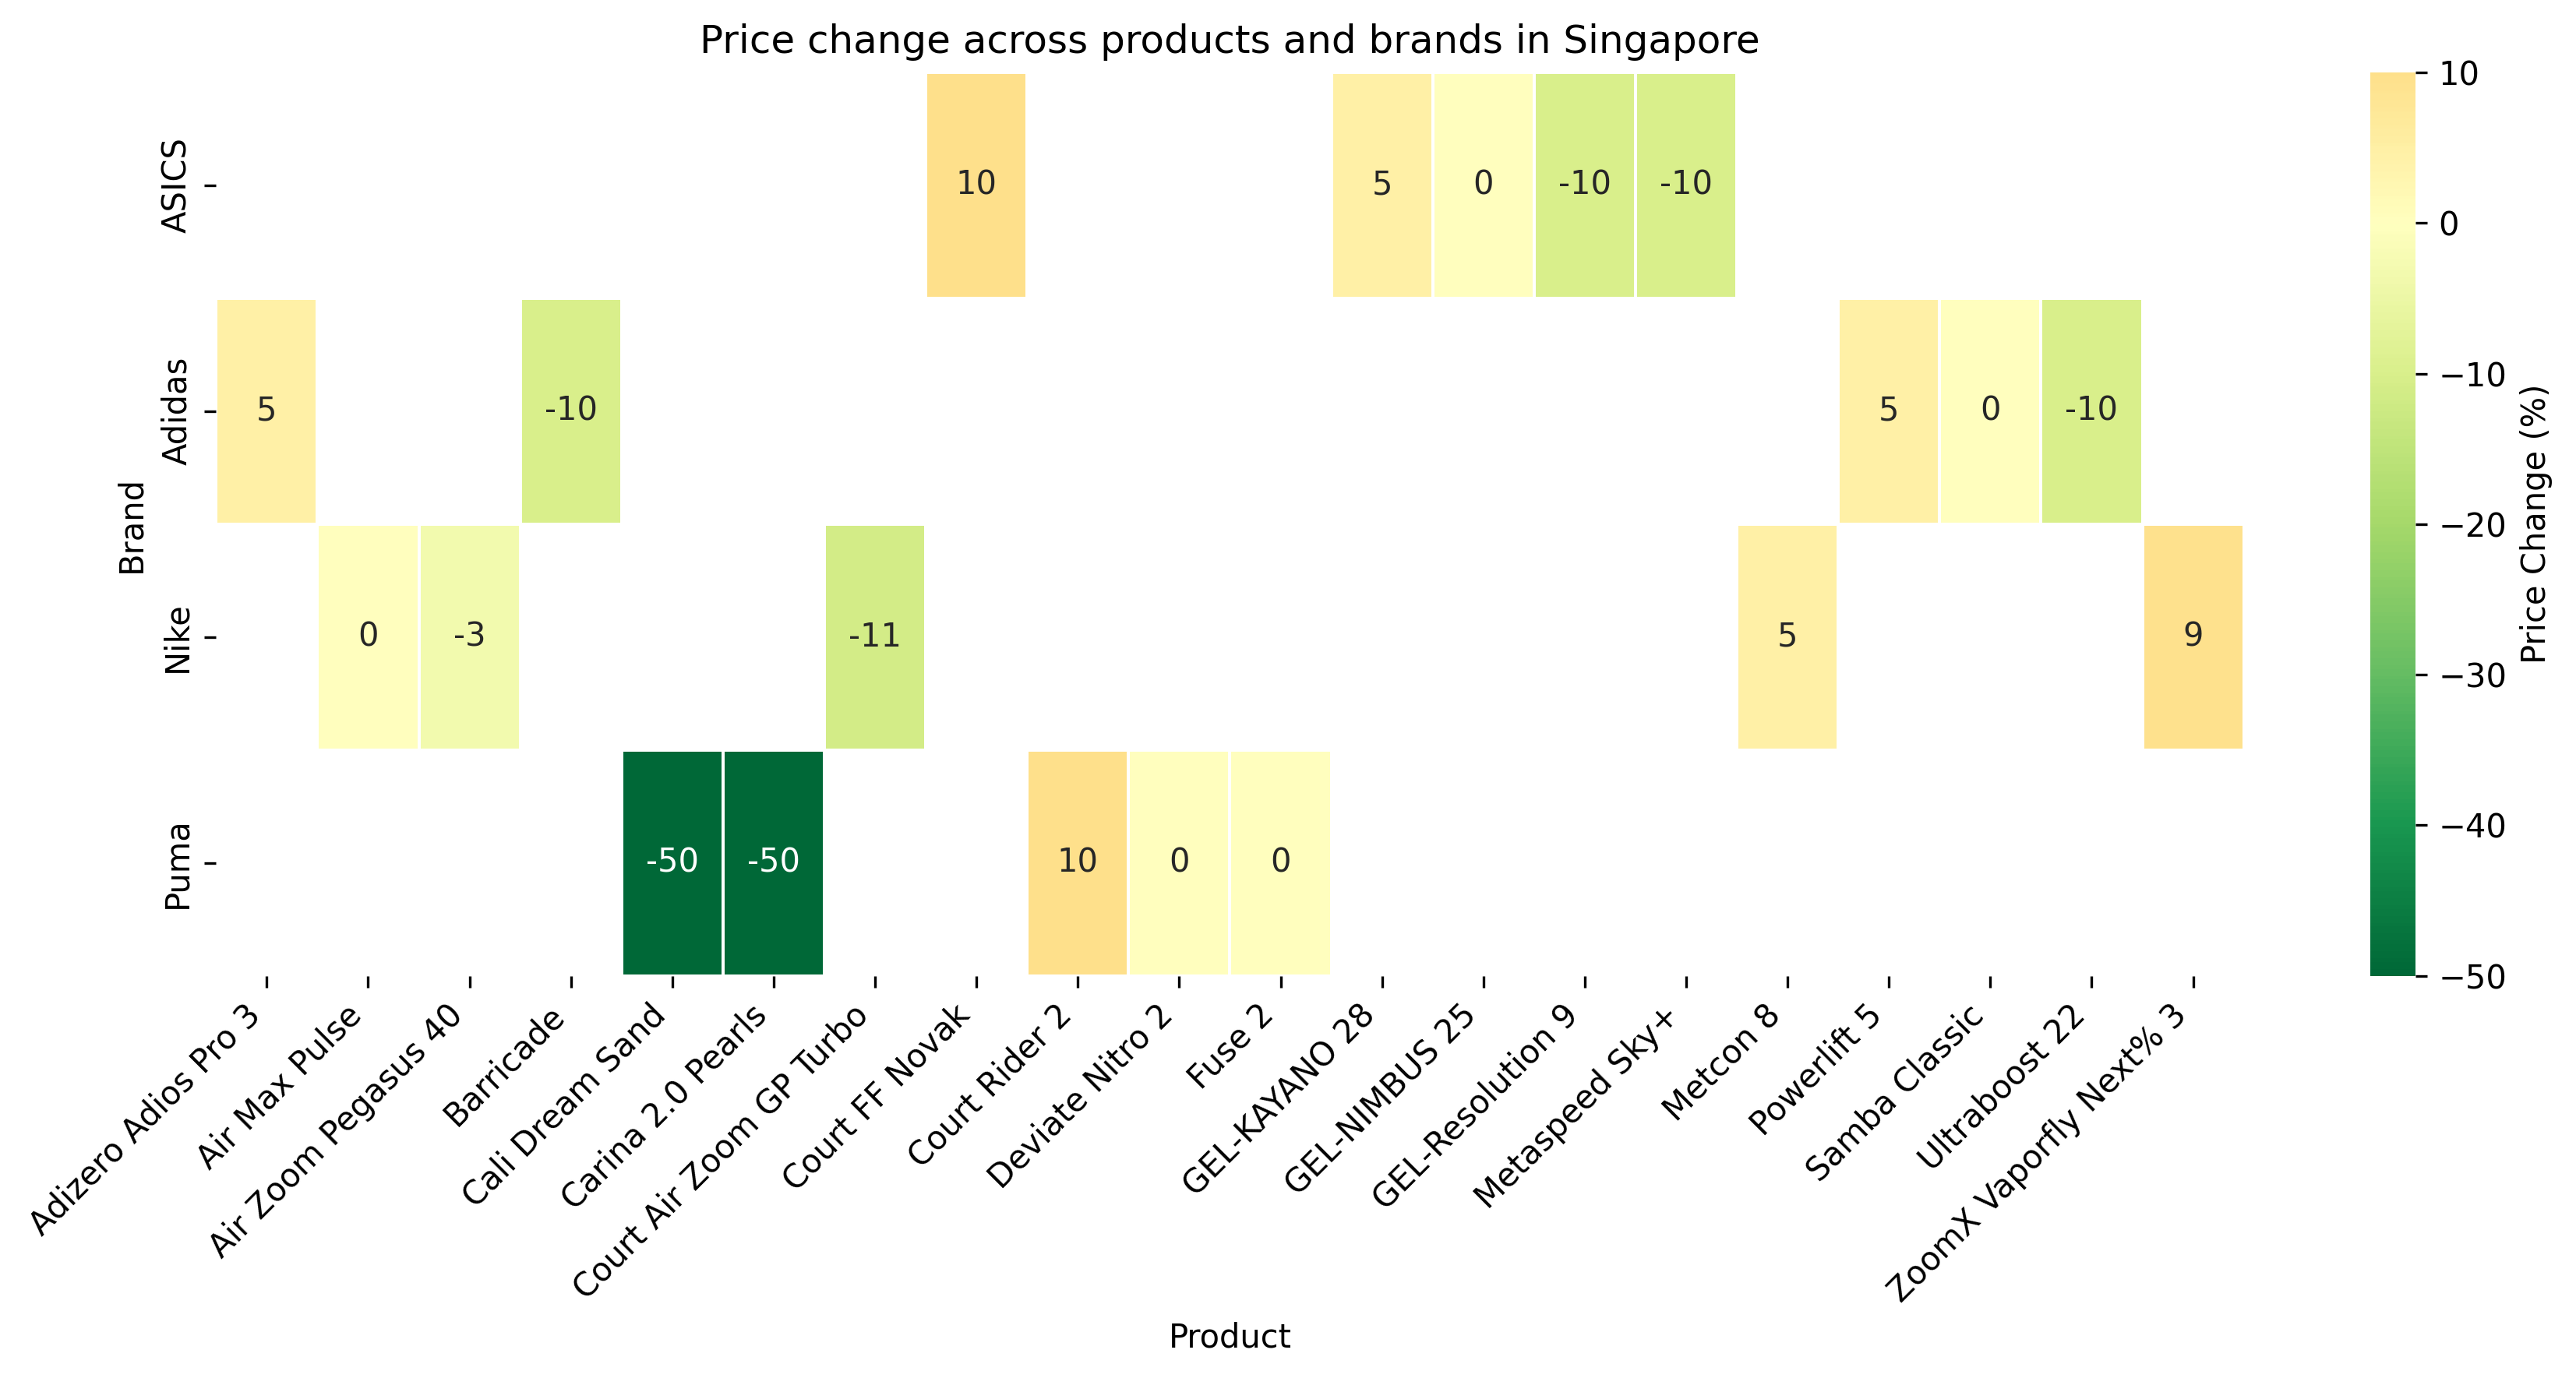 Price change across products and brands in Singapore
Brand
ASICS
10
5
0
-10
-10
Adidas
5
-10
5
0
-10
Nike
0
-3
-11
5
9
Puma
-50
-50
10
0
0
Adizero Adios Pro 3
Air Max Pulse
Air Zoom Pegasus 40
Barricade
Cali Dream Sand
Carina 2.0 Pearls
Court Air Zoom GP Turbo
Court FF Novak
Court Rider 2
Deviate Nitro 2
Fuse 2
GEL-KAYANO 28
GEL-NIMBUS 25
GEL-Resolution 9
Metaspeed Sky+
Metcon 8
Powerlift 5
Samba Classic
Ultraboost 22
ZoomX Vaporfly Next% 3
Product
10
0
−10
−20
−30
−40
−50
Price Change (%)